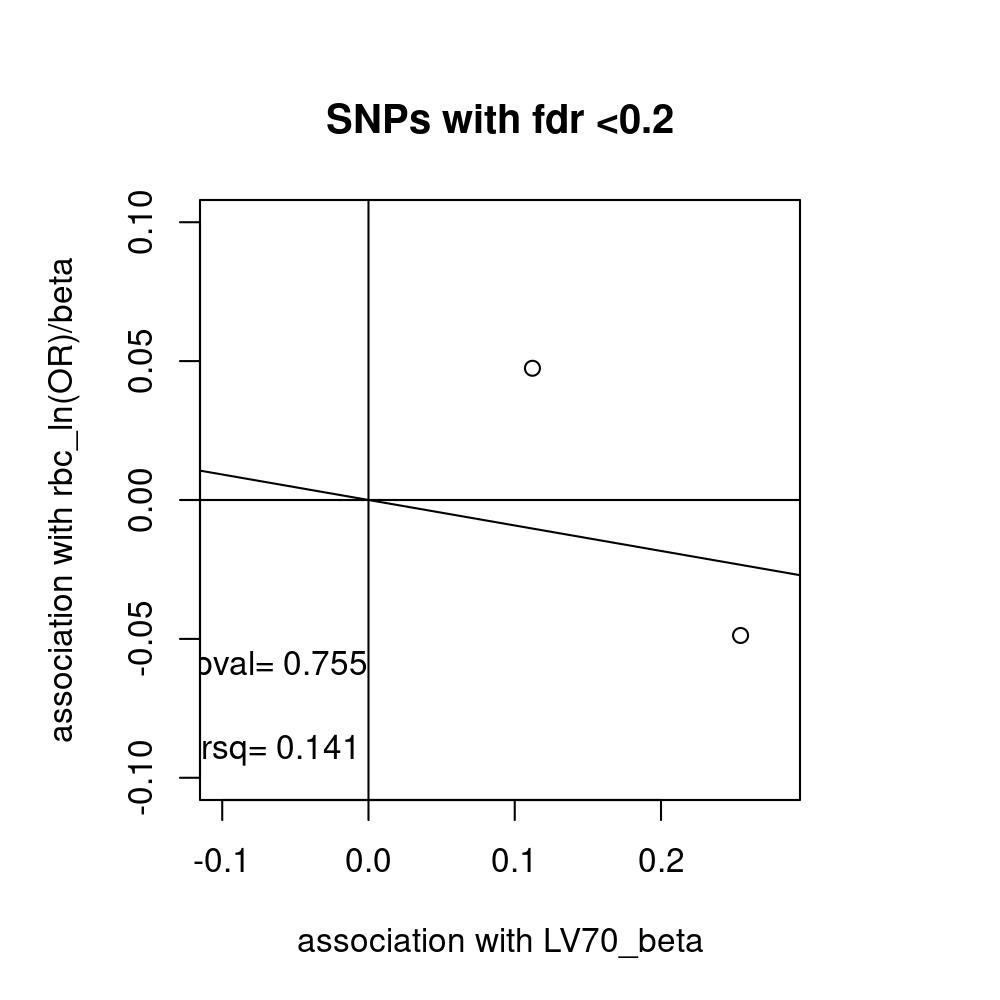 SNPs with fdr <0.2
association with rbc_ln(OR)/beta
0.10
0.05
0.00
-0.05
-0.10
pval= 0.755
rsq= 0.141
-0.1 0.0 0.1 0.2
association with LV70_beta